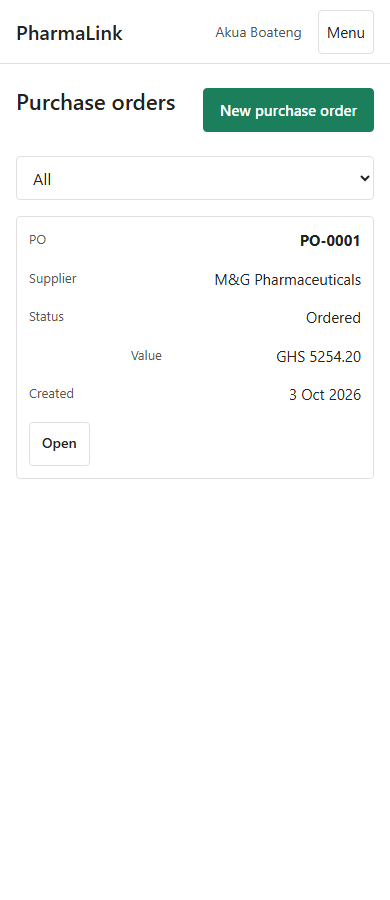 PharmaLink
Akua Boateng
Menu
Purchase orders
New purchase order
All
PO PO-0001
Supplier M&G Pharmaceuticals
Status Ordered
Value GHS 5254.20
Created 3 Oct 2026
Open